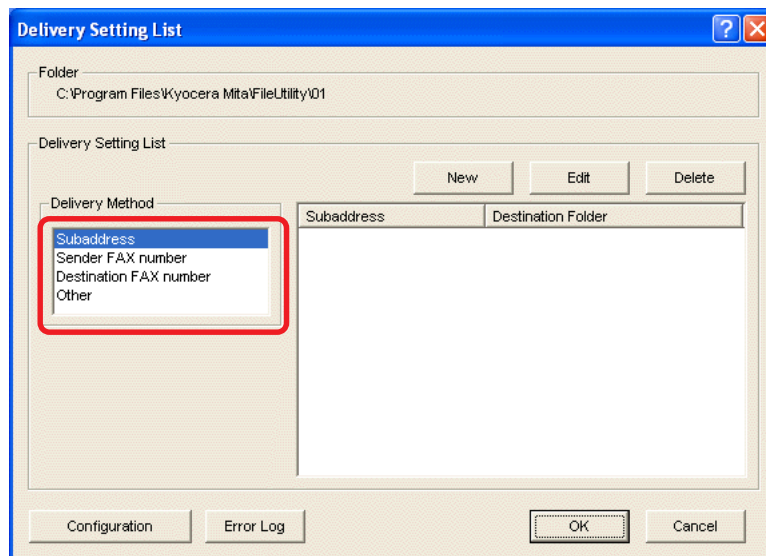 Delivery Setting List
Folder
C:\Program Files\Kyocera Mita\FileUtility\01
Delivery Setting List
New Edit Delete
Delivery Method
Subaddress Destination Folder
Subaddress
Sender FAX number
Destination FAX number
Other
Configuration Error Log OK Cancel